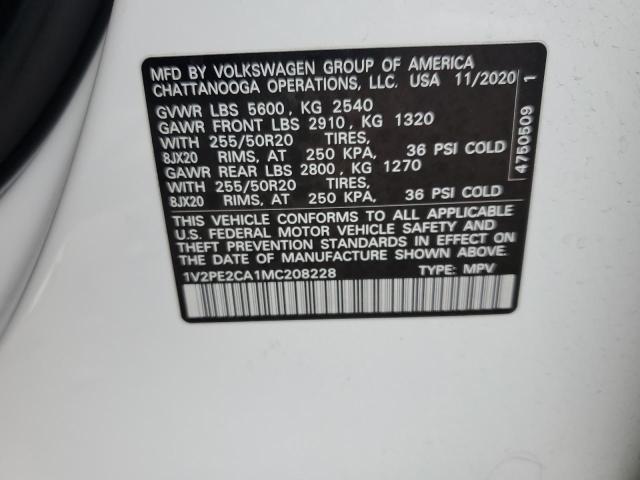 MFD BY VOLKSWAGEN GROUP OF AMERICA
CHATTANOOGA OPERATIONS, LLC. USA 11/2020
GVWR LBS 5600, KG 2540
GAWR FRONT LBS 2910, KG 1320
WITH 255/50R20 TIRES,
8JX20 RIMS, AT 250 KPA, 36 PSI COLD
GAWR REAR LBS 2800, KG 1270
WITH 255/50R20 TIRES,
8JX20 RIMS, AT 250 KPA, 36 PSI COLD
THIS VEHICLE CONFORMS TO ALL APPLICABLE
U.S. FEDERAL MOTOR VEHICLE SAFETY AND
THEFT PREVENTION STANDARDS IN EFFECT ON
THE DATE OF MANUFACTURE SHOWN ABOVE.
1V2PE2CA1MC208228 TYPE: MPV
4750509 1